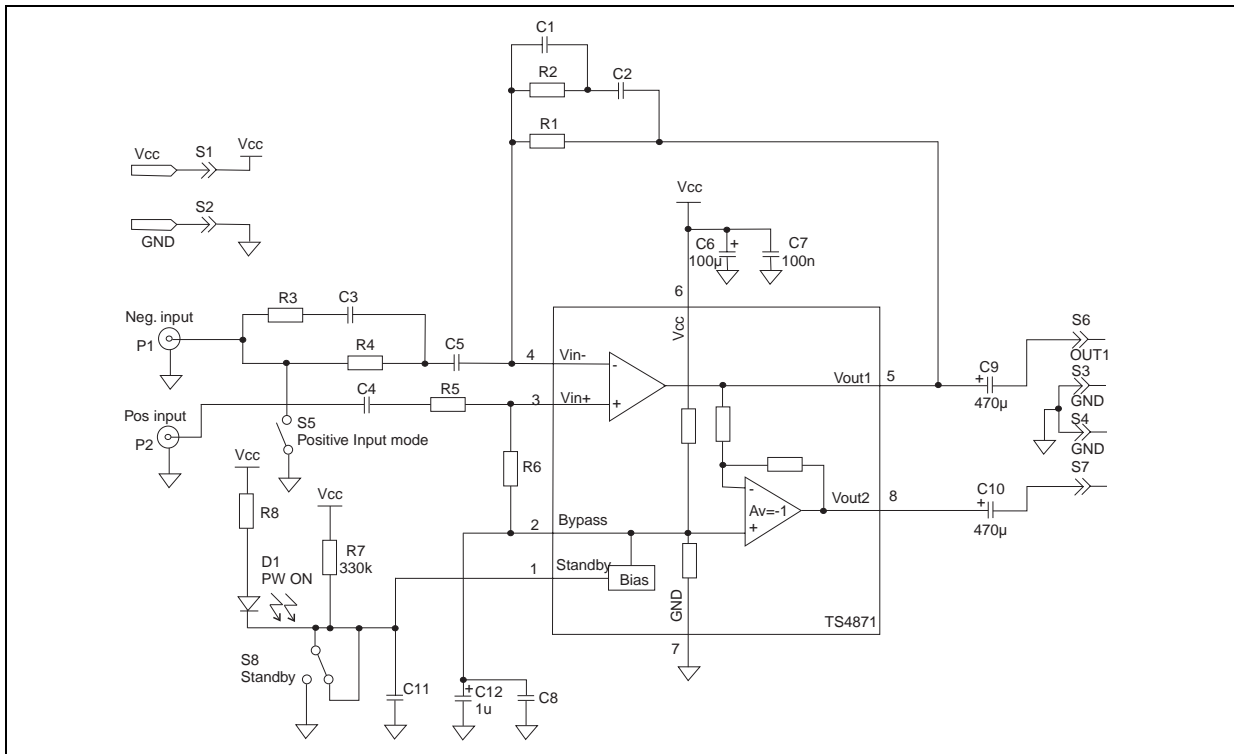 C1
R2
C2
R1
Vcc
S1
Vcc
S2
GND
Vcc
C6
+
100µ
C7
100n
6
Vcc
Neg. input
P1
R3
C3
R4
C5
4
Vin-
-
Vout1
5
S6
OUT1
C9
+
470µ
S3
GND
S4
GND
Pos input
P2
C4
R5
3
Vin+
+
S5
Positive Input mode
R6
S7
C10
+
470µ
Vout2
8
-
Av=-1
+
Vcc
R8
Vcc
R7
330k
2
Bypass
1
Standby
Bias
D1
PW ON
GND
TS4871
7
S8
Standby
C11
+
C12
1u
C8